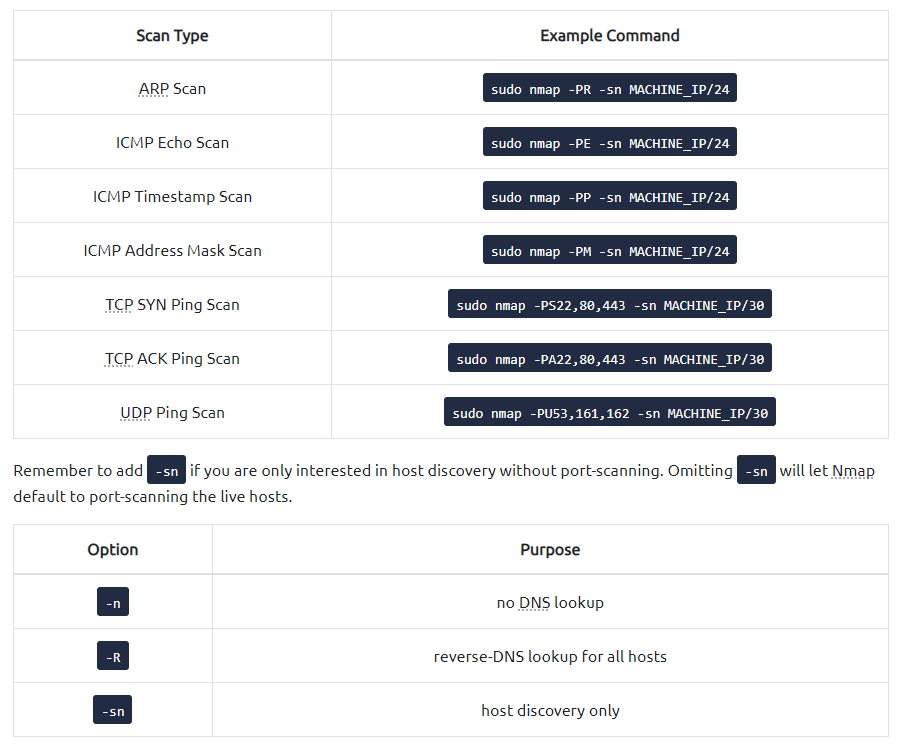 Scan Type Example Command
ARP Scan sudo nmap -PR -sn MACHINE_IP/24
ICMP Echo Scan sudo nmap -PE -sn MACHINE_IP/24
ICMP Timestamp Scan sudo nmap -PP -sn MACHINE_IP/24
ICMP Address Mask Scan sudo nmap -PM -sn MACHINE_IP/24
TCP SYN Ping Scan sudo nmap -PS22,80,443 -sn MACHINE_IP/30
TCP ACK Ping Scan sudo nmap -PA22,80,443 -sn MACHINE_IP/30
UDP Ping Scan sudo nmap -PU53,161,162 -sn MACHINE_IP/30
Remember to add -sn if you are only interested in host discovery without port-scanning. Omitting -sn will let Nmap
default to port-scanning the live hosts.
Option Purpose
-n no DNS lookup
-R reverse-DNS lookup for all hosts
-sn host discovery only